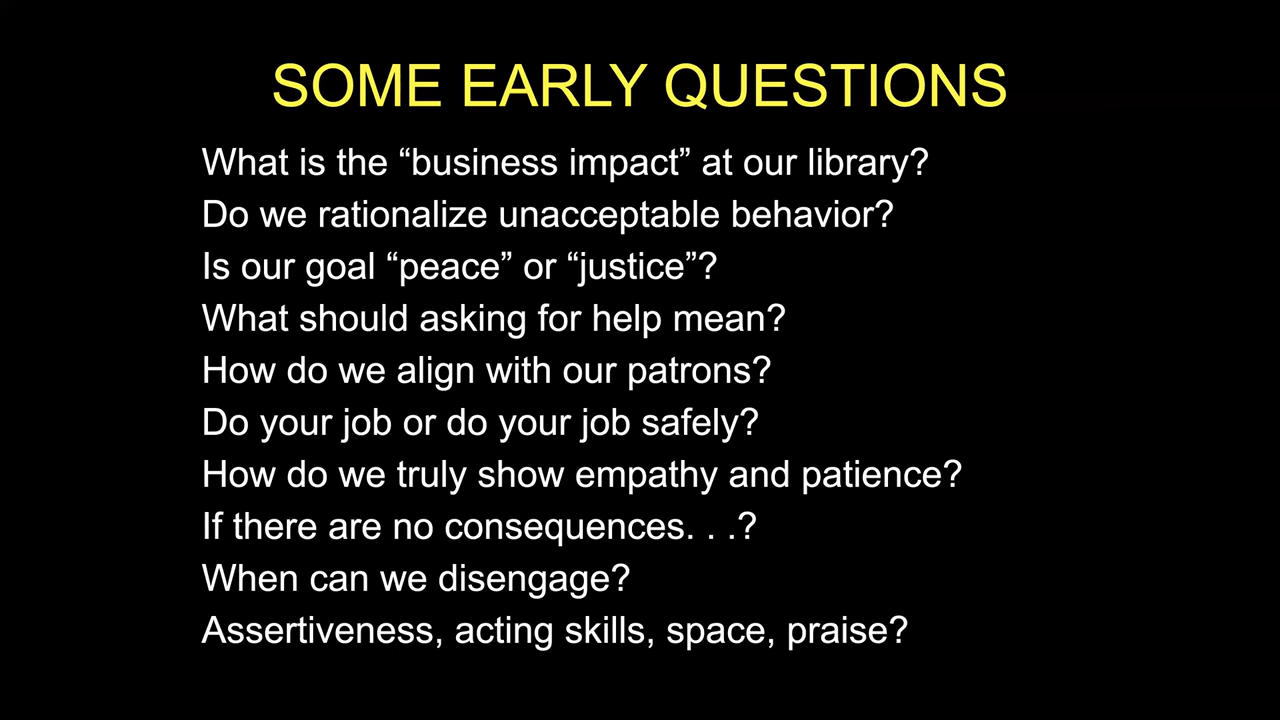 SOME EARLY QUESTIONS
What is the “business impact” at our library?
Do we rationalize unacceptable behavior?
Is our goal “peace” or “justice”?
What should asking for help mean?
How do we align with our patrons?
Do your job or do your job safely?
How do we truly show empathy and patience?
If there are no consequences. . .?
When can we disengage?
Assertiveness, acting skills, space, praise?